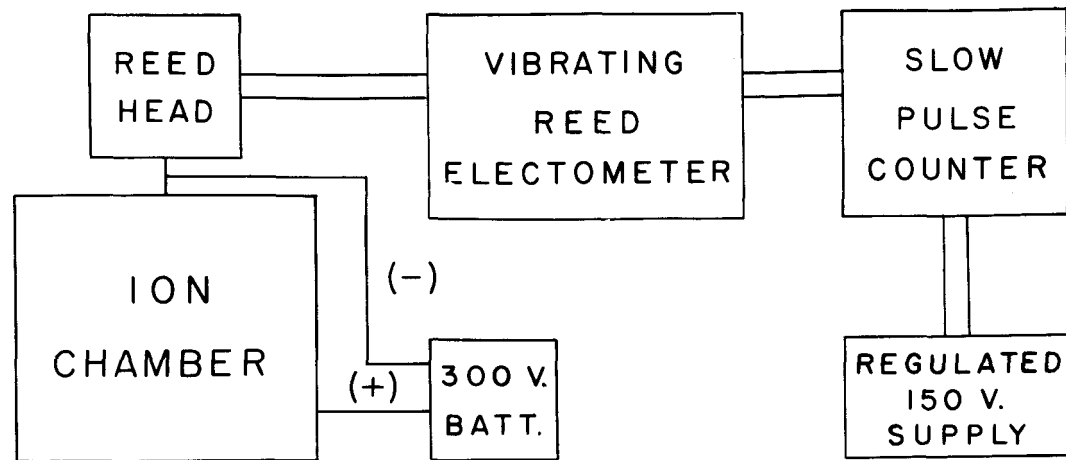 REED
HEAD
VIBRATING
REED
ELECTOMETER
SLOW
PULSE
COUNTER
ION
CHAMBER
(-)
(+)
300 V.
BATT.
REGULATED
150 V.
SUPPLY